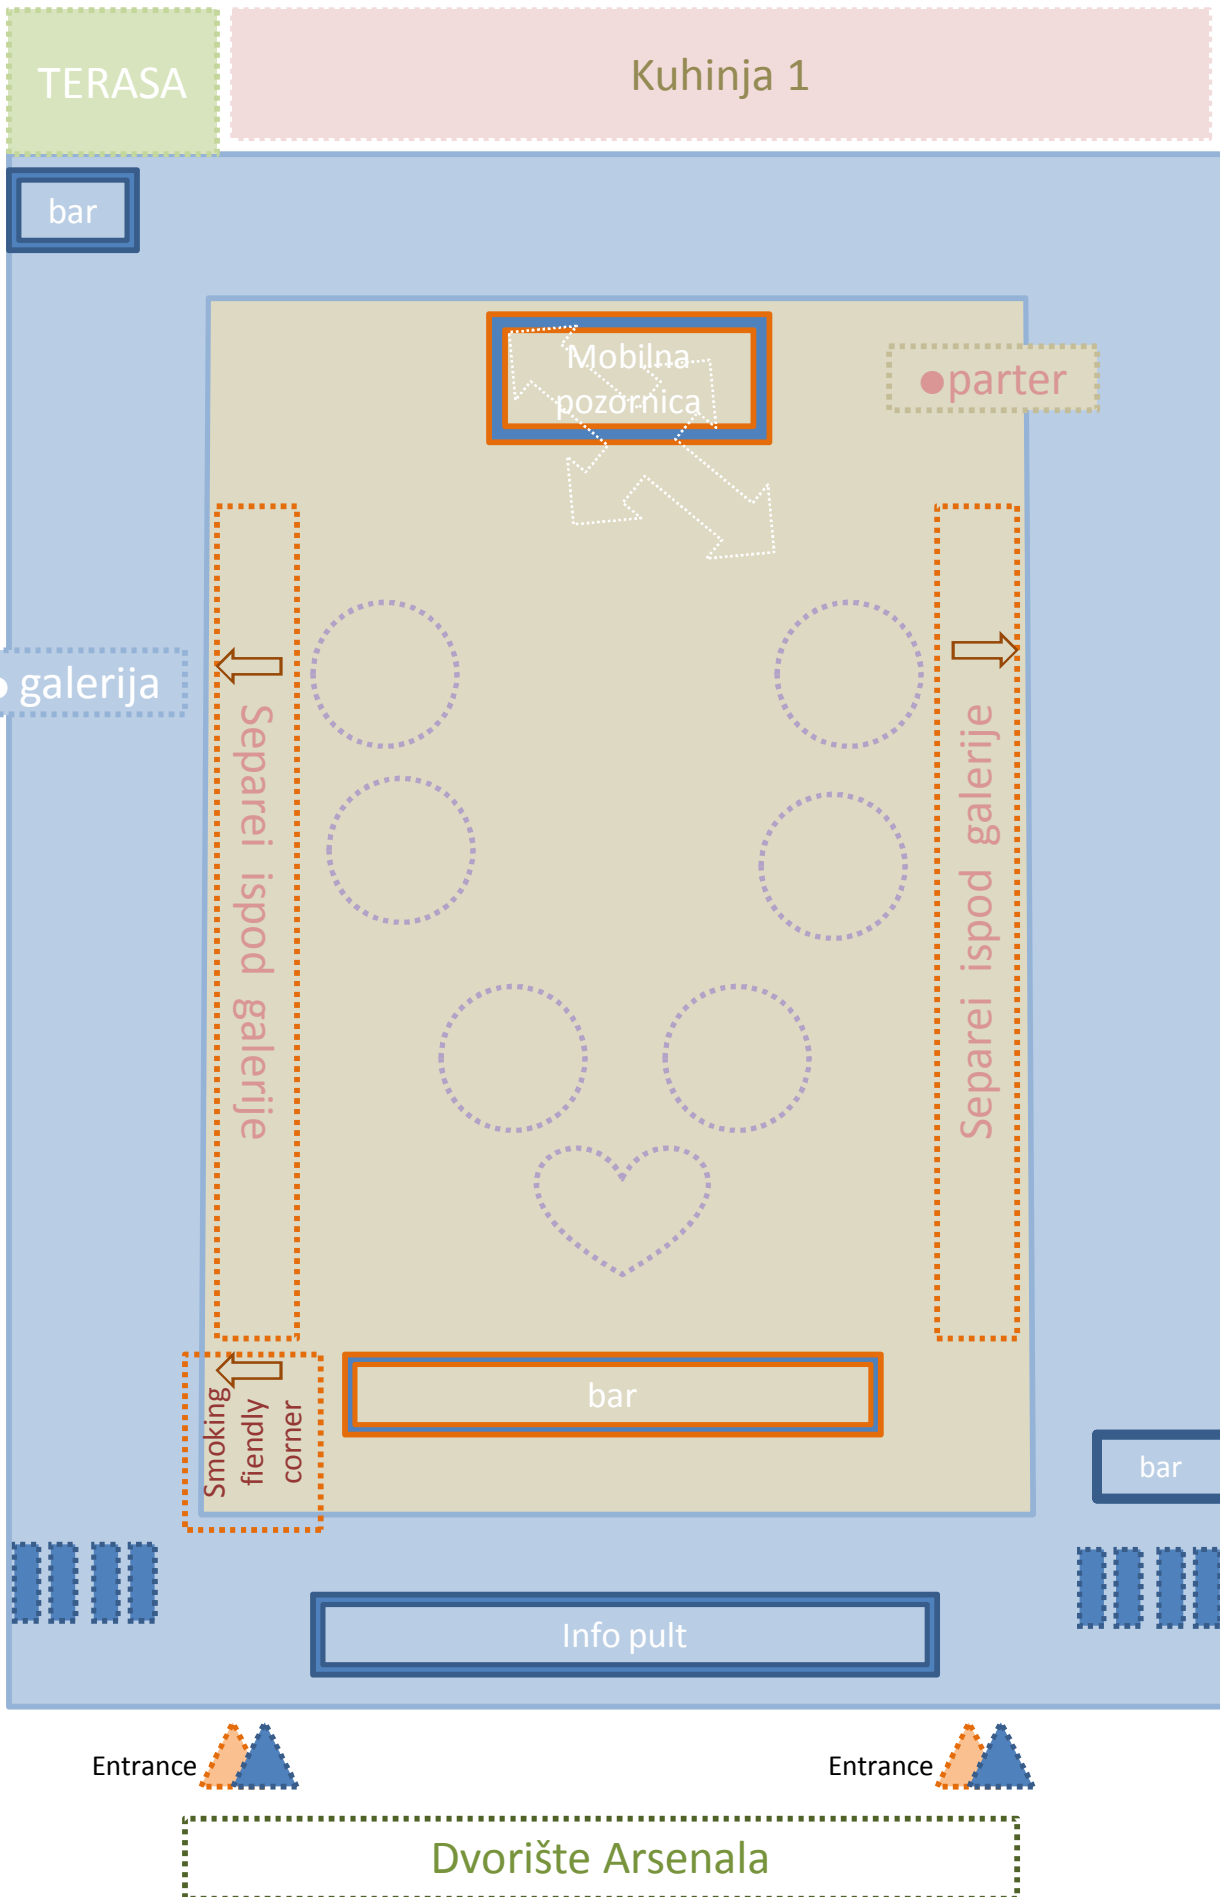 TERASA
Kuhinja 1
bar
Mobilna
pozornica
•parter
• galerija
Separei ispod galerije
Separei ispod galerije
Smoking
fiendly
corner
bar
bar
Info pult
Entrance
Entrance
Dvorište Arsenala